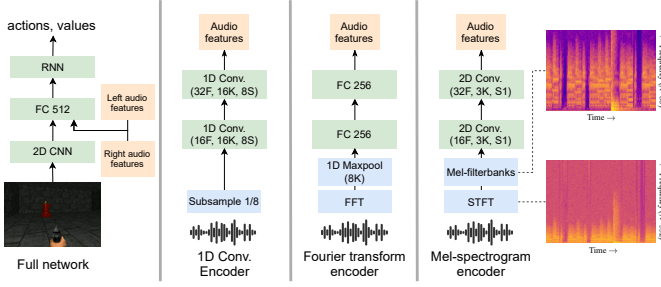 actions, values
RNN
FC 512
2D CNN
Left audio
features
Right audio
features
Full network
Audio
features
1D Conv.
(32F, 16K, 8S)
1D Conv.
(16F, 16K, 8S)
Subsample 1/8
1D Conv.
Encoder
Audio
features
FC 256
FC 256
1D Maxpool
(8K)
FFT
Fourier transform
encoder
Audio
features
2D Conv.
(32F, 3K, S1)
2D Conv.
(16F, 3K, S1)
Mel-filterbanks
STFT
Mel-spectrogram
encoder
Time →
Time →